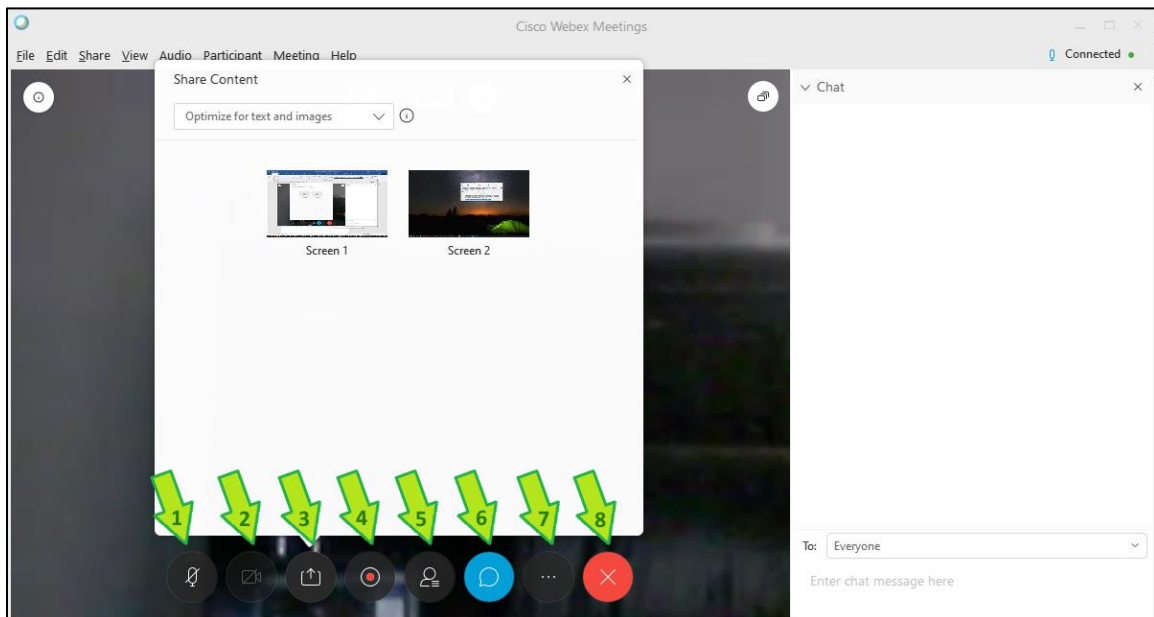 Cisco Webex Meetings
File Edit Share View Audio Participant Meeting Help
Connected
Share Content
Chat
Optimize for text and images
Screen 1
Screen 2
1 2 3 4 5 6 7 8
To: Everyone
Enter chat message here